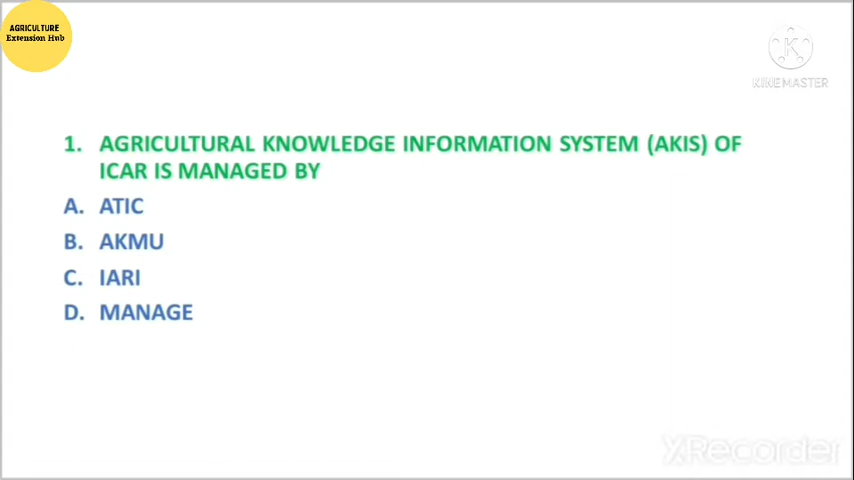 AGRICULTURE
Extension Hub
KINEMASTER
1. AGRICULTURAL KNOWLEDGE INFORMATION SYSTEM (AKIS) OF
ICAR IS MANAGED BY
A. ATIC
B. AKMU
C. IARI
D. MANAGE
XRecorder